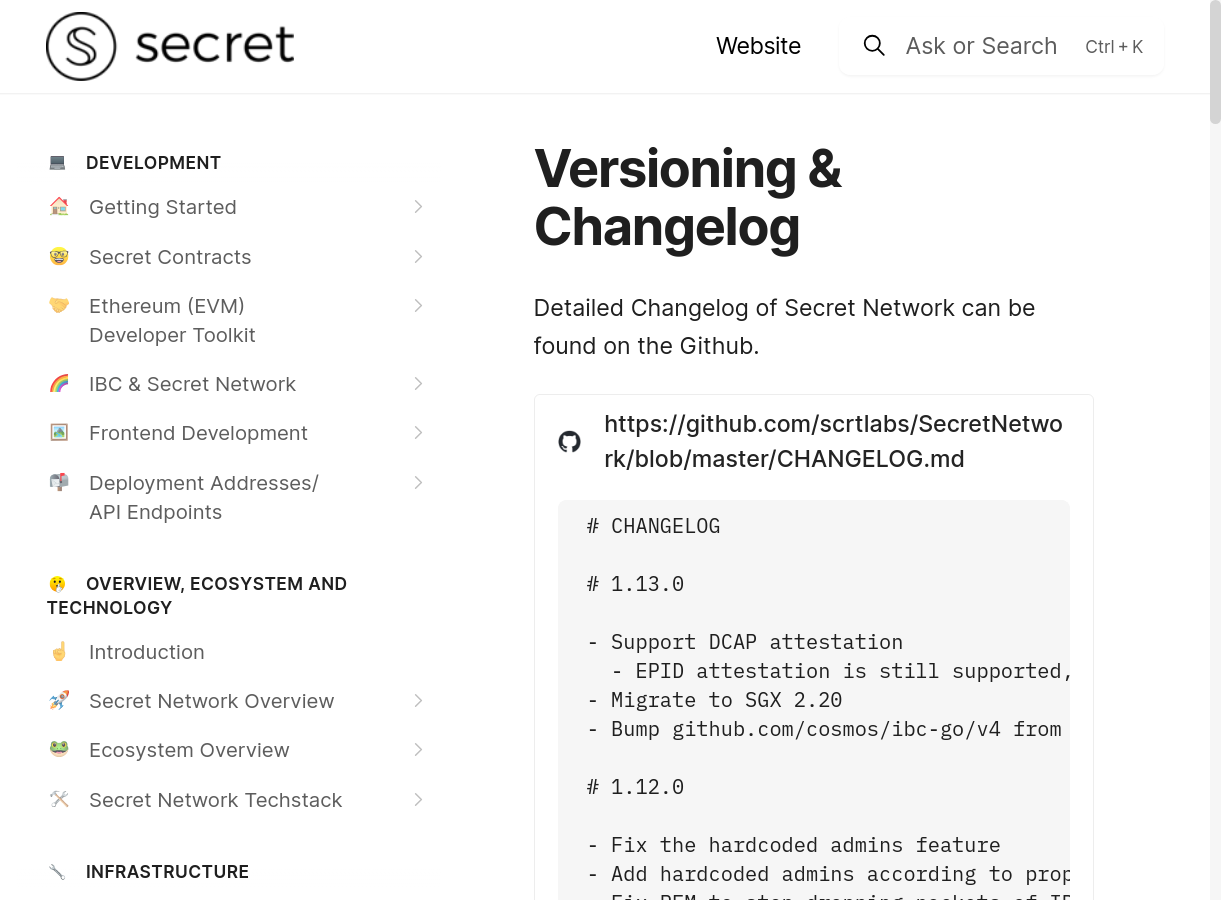 secret
Website
Ask or Search
Ctrl + K
DEVELOPMENT
Getting Started
Secret Contracts
Ethereum (EVM)
Developer Toolkit
IBC & Secret Network
Frontend Development
Deployment Addresses/
API Endpoints
OVERVIEW, ECOSYSTEM AND
TECHNOLOGY
Introduction
Secret Network Overview
Ecosystem Overview
Secret Network Techstack
INFRASTRUCTURE
Versioning &
Changelog
Detailed Changelog of Secret Network can be
found on the Github.
https://github.com/scrtlabs/SecretNetwo
rk/blob/master/CHANGELOG.md
# CHANGELOG
# 1.13.0
- Support DCAP attestation
- EPID attestation is still supported,
- Migrate to SGX 2.20
- Bump github.com/cosmos/ibc-go/v4 from
# 1.12.0
- Fix the hardcoded admins feature
- Add hardcoded admins according to prop